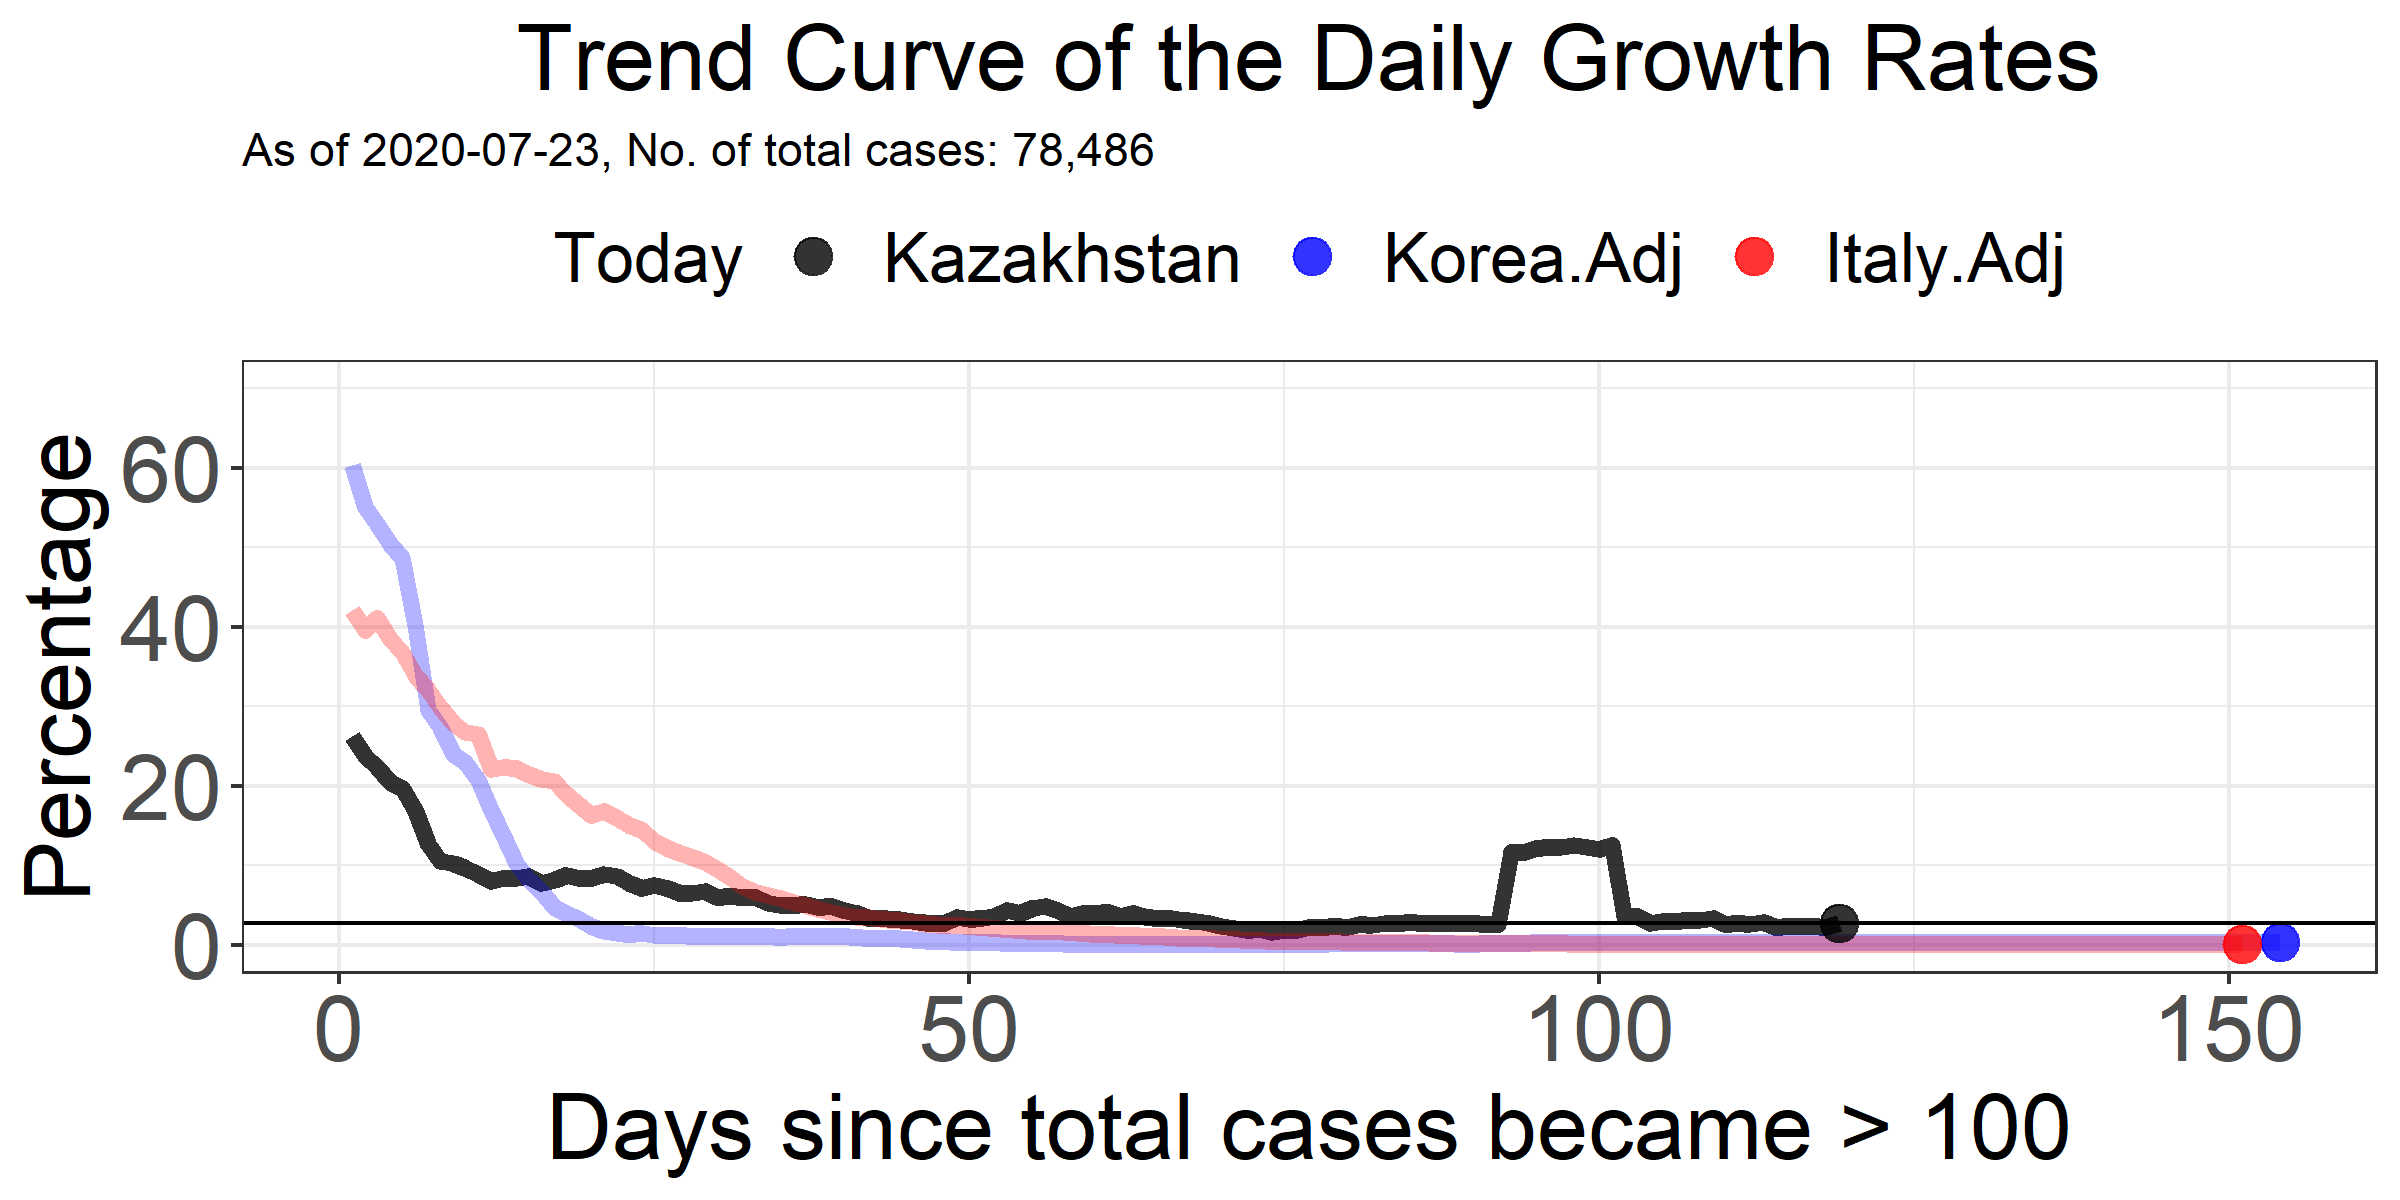 Trend Curve of the Daily Growth Rates
As of 2020-07-23, No. of total cases: 78,486
Today Kazakhstan Korea.Adj Italy.Adj
Percentage
60
40
20
0
0 50 100 150
Days since total cases became > 100